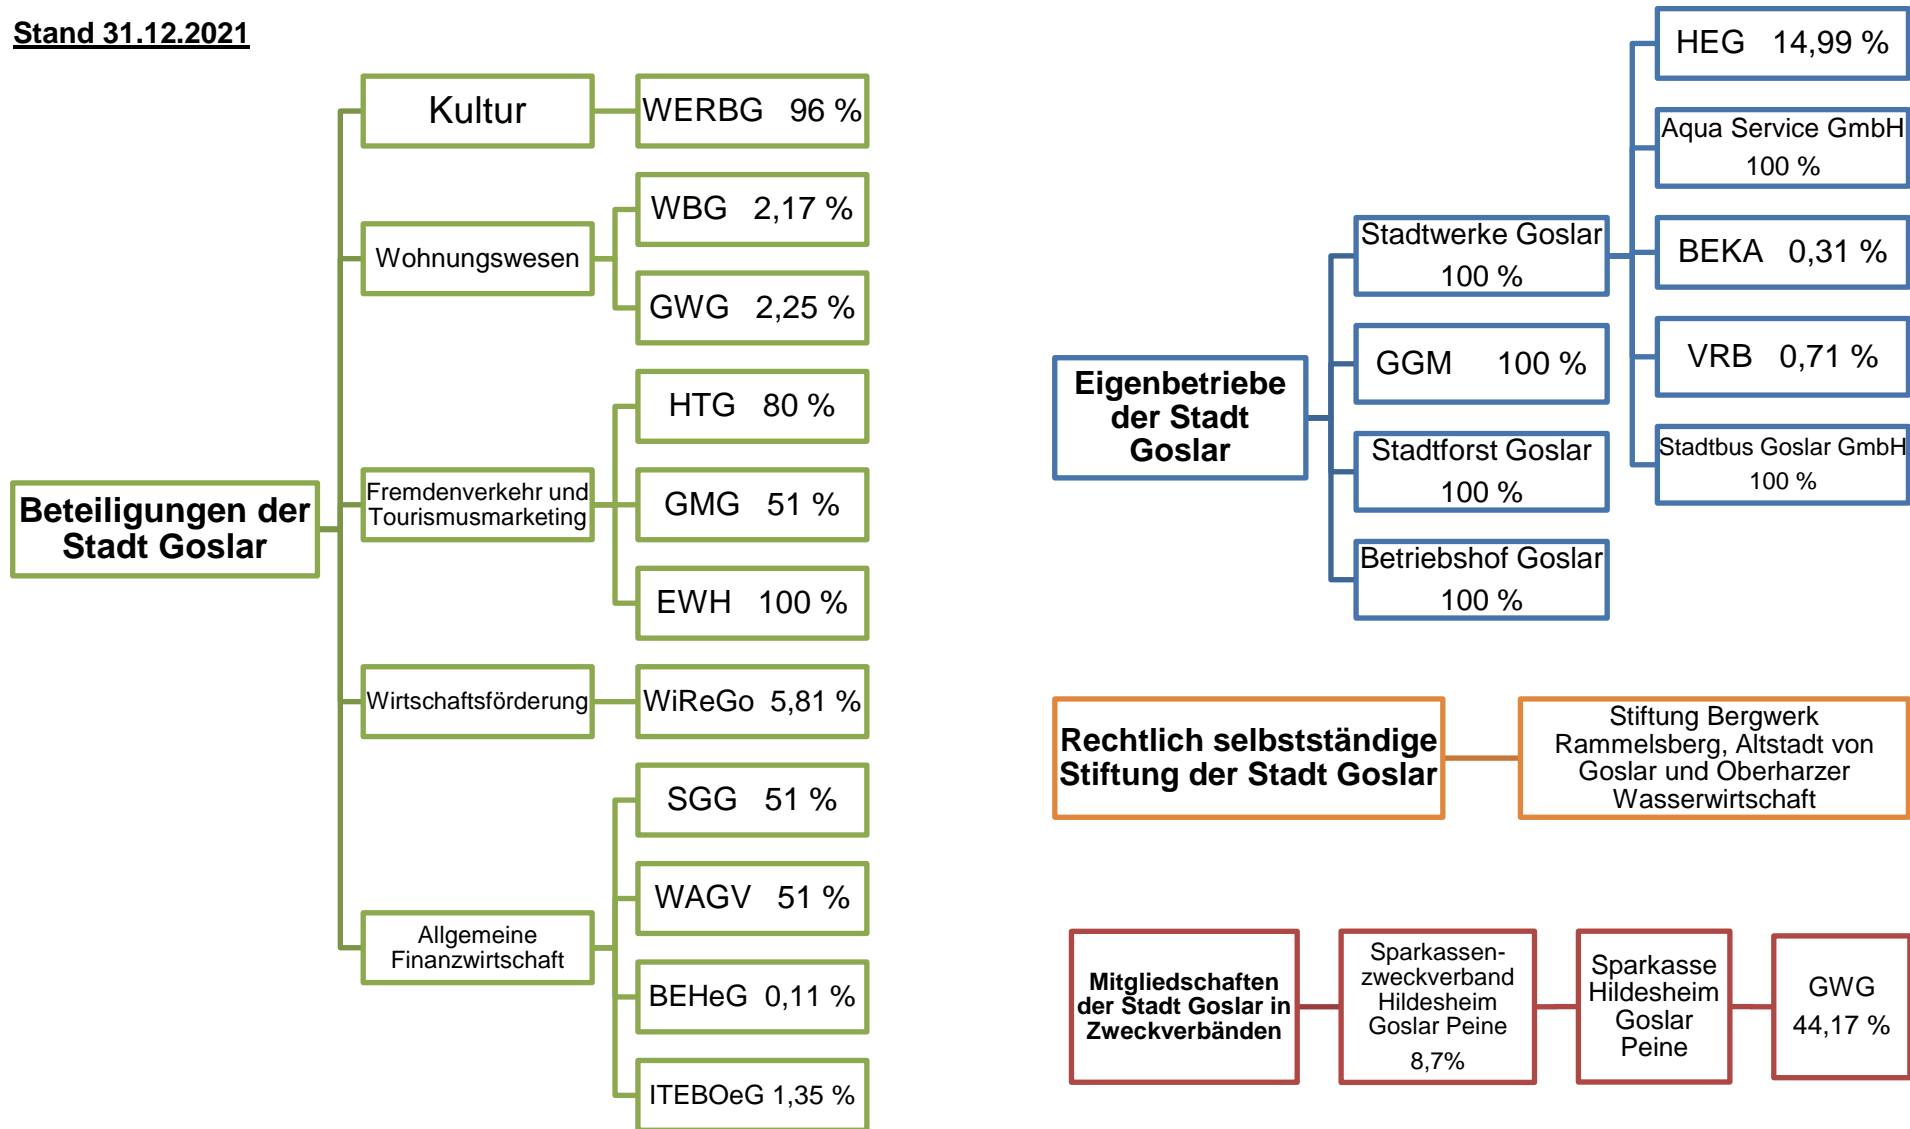 Stand 31.12.2021
Beteiligungen der
Stadt Goslar
Kultur
WERBG 96 %
Wohnungswesen
WBG 2,17 %
GWG 2,25 %
Fremdenverkehr und
Tourismusmarketing
HTG 80 %
GMG 51 %
EWH 100 %
Wirtschaftsförderung
WiReGo 5,81 %
Allgemeine
Finanzwirtschaft
SGG 51 %
WAGV 51 %
BEHeG 0,11 %
ITEBOeG 1,35 %
Eigenbetriebe
der Stadt
Goslar
Stadtwerke Goslar
100 %
HEG 14,99 %
Aqua Service GmbH
100 %
BEKA 0,31 %
VRB 0,71 %
Stadtbus Goslar GmbH
100 %
GGM 100 %
Stadtforst Goslar
100 %
Betriebshof Goslar
100 %
Rechtlich selbstständige
Stiftung der Stadt Goslar
Stiftung Bergwerk
Rammelsberg, Altstadt von
Goslar und Oberharzer
Wasserwirtschaft
Mitgliedschaften
der Stadt Goslar in
Zweckverbänden
Sparkassen-
zweckverband
Hildesheim
Goslar Peine
8,7%
Sparkasse
Hildesheim
Goslar
Peine
GWG
44,17 %